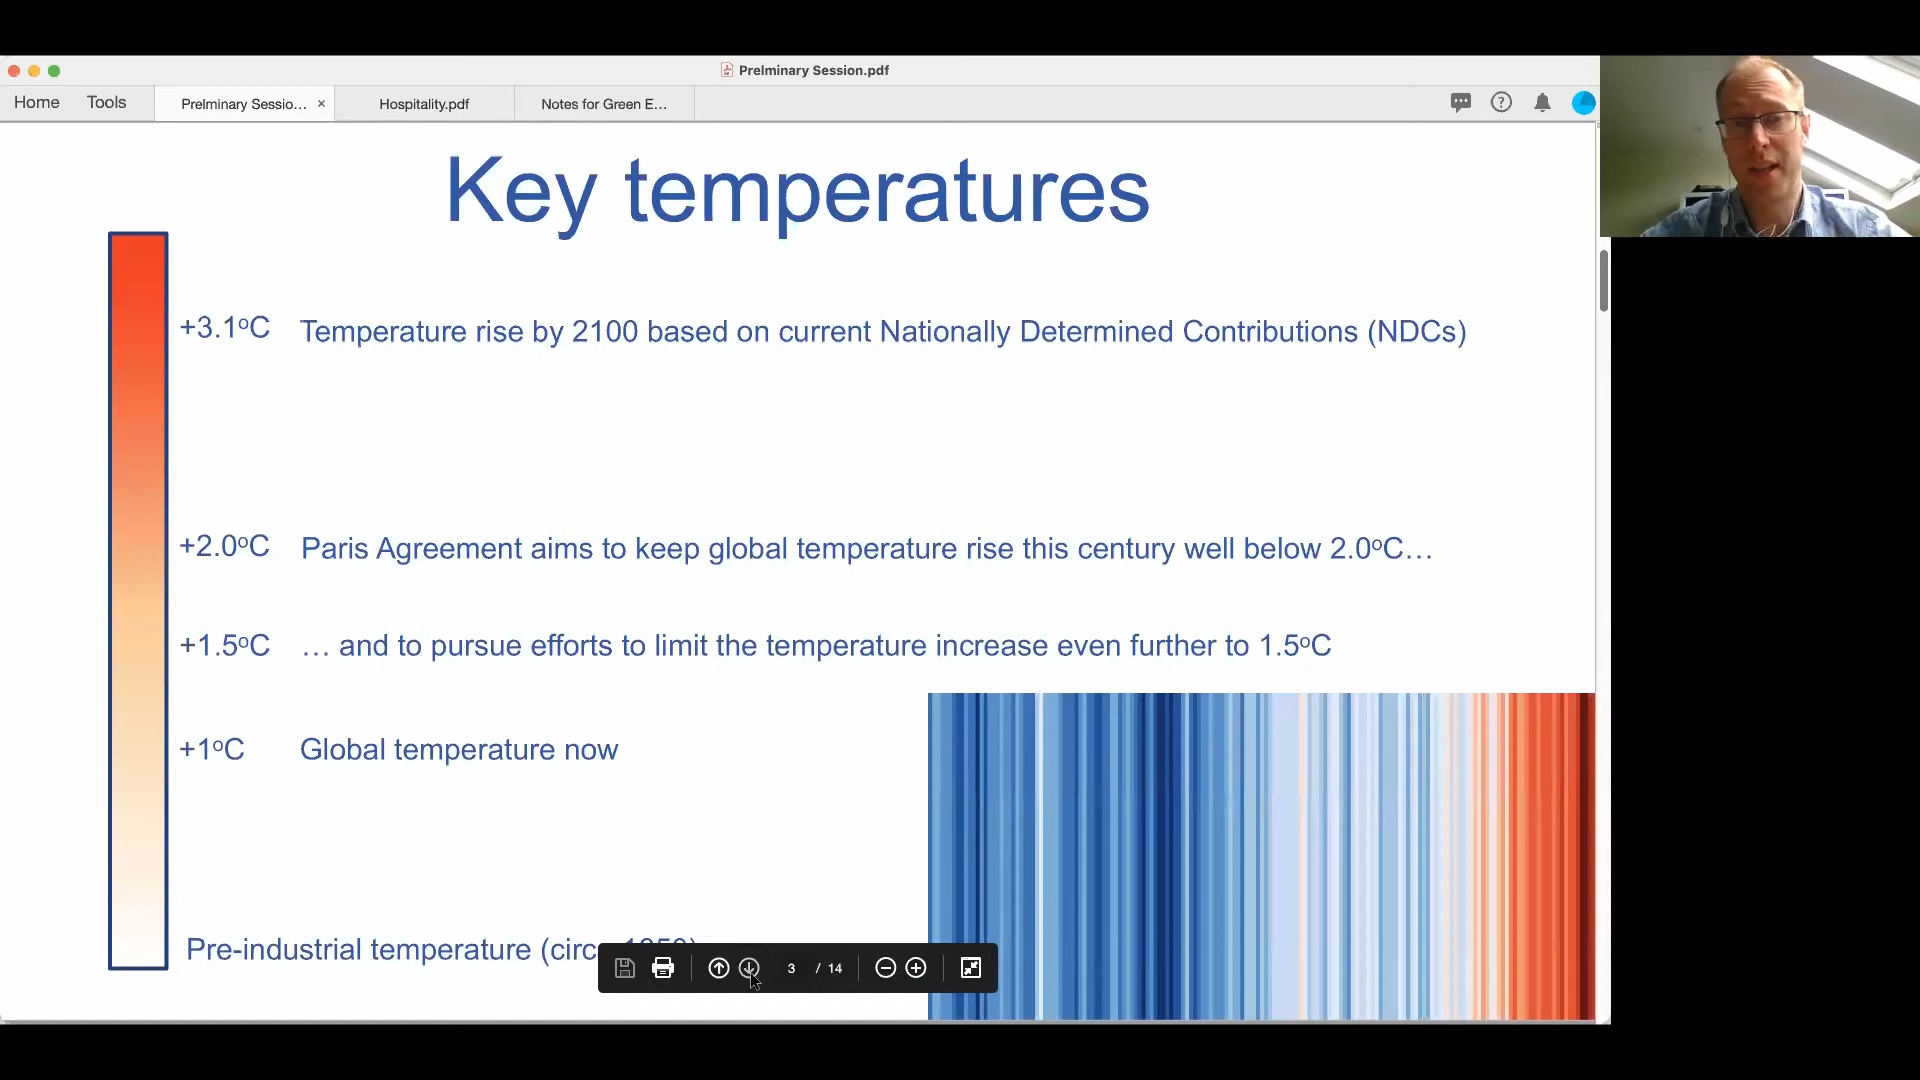 Prelminary Session.pdf
Home
Tools
Prelminary Sessio...
Hospitality.pdf
Notes for Green E...
Key temperatures
+3.1ºC Temperature rise by 2100 based on current Nationally Determined Contributions (NDCs)
+2.0ºC Paris Agreement aims to keep global temperature rise this century well below 2.0ºC…
+1.5ºC … and to pursue efforts to limit the temperature increase even further to 1.5ºC
+1ºC Global temperature now
Pre-industrial temperature
3 / 14